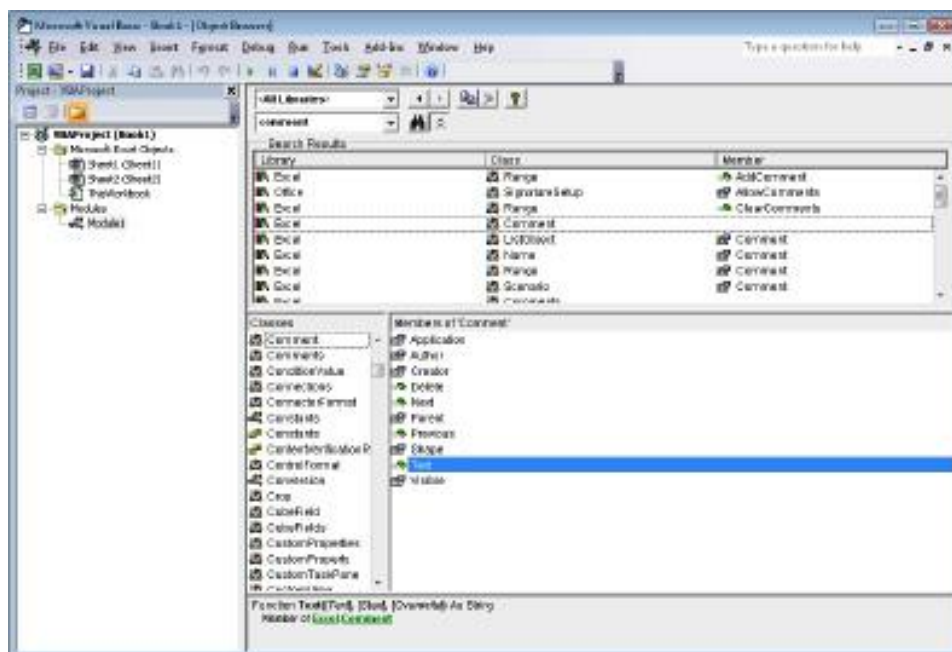 Microsoft Visual Basic - Book1 - [Object Browser]
File Edit View Insert Format Debug Run Tools Add-Ins Window Help
Type a question for help
Project - VBAProject
VBAProject (Book1)
Microsoft Excel Objects
Sheet1 (Sheet1)
Sheet2 (Sheet2)
ThisWorkbook
Modules
Module1
<All Libraries>
comment
Search Results
Library Class Member
Excel Range AddComment
Office SignatureSetup AllowComments
Excel Range ClearComments
Excel Comment
Excel ListObject Comment
Excel Name Comment
Excel Range Comment
Excel Scenario Comment
Excel Comments
Classes
Comment
Comments
ConditionValue
Connections
ConnectorFormat
Constants
Constants
ContentVerificationR
ControlFormat
Convension
Crop
CubeField
CubeFields
CustomProperties
CustomProperty
CustomTaskPane
Members of 'Comment'
Application
Author
Creator
Delete
Next
Parent
Previous
Shape
Text
Visible
Function Text([Text], [Start], [Overwrite]) As String
Member of Excel.Comment